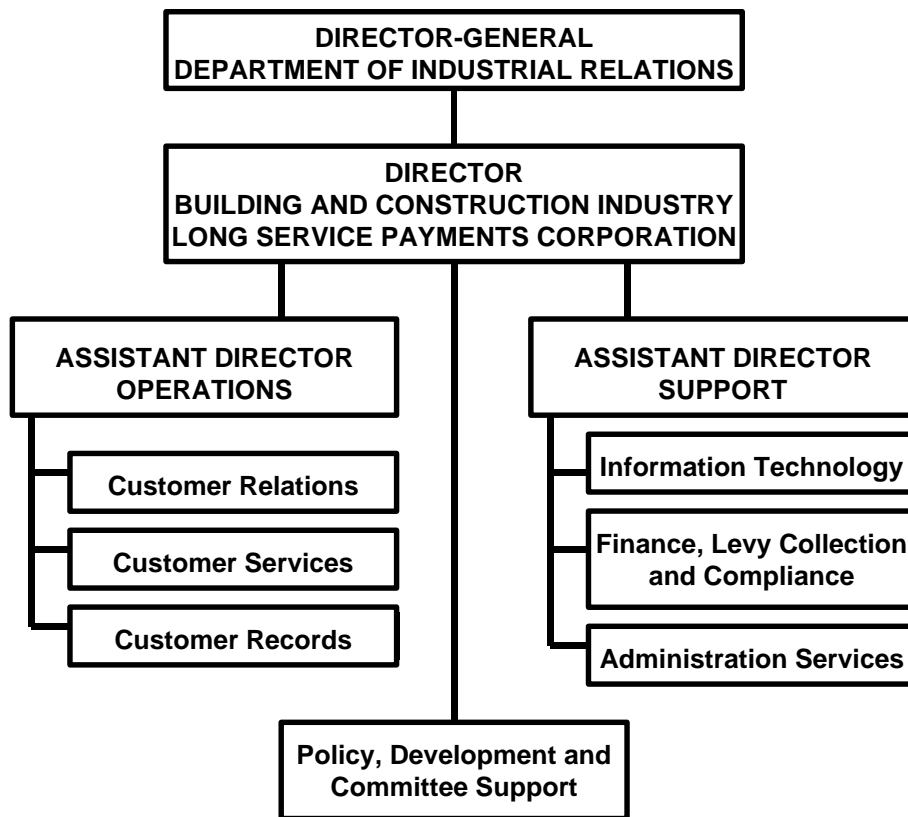 DIRECTOR-GENERAL
DEPARTMENT OF INDUSTRIAL RELATIONS
DIRECTOR
BUILDING AND CONSTRUCTION INDUSTRY
LONG SERVICE PAYMENTS CORPORATION
ASSISTANT DIRECTOR
OPERATIONS
Customer Relations
Customer Services
Customer Records
ASSISTANT DIRECTOR
SUPPORT
Information Technology
Finance, Levy Collection
and Compliance
Administration Services
Policy, Development and
Committee Support